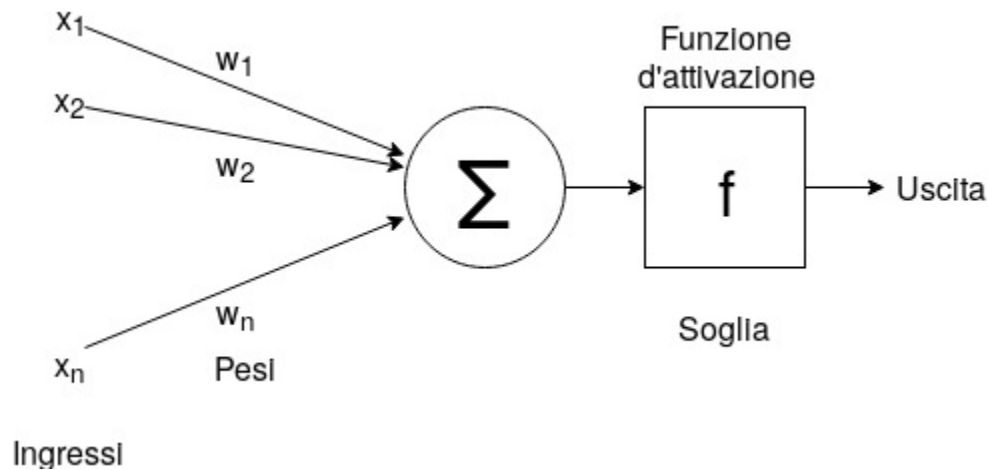 x1
w1
x2
w2
xn
wn
Pesi
Ingressi
Σ
Funzione
d'attivazione
f
Soglia
Uscita